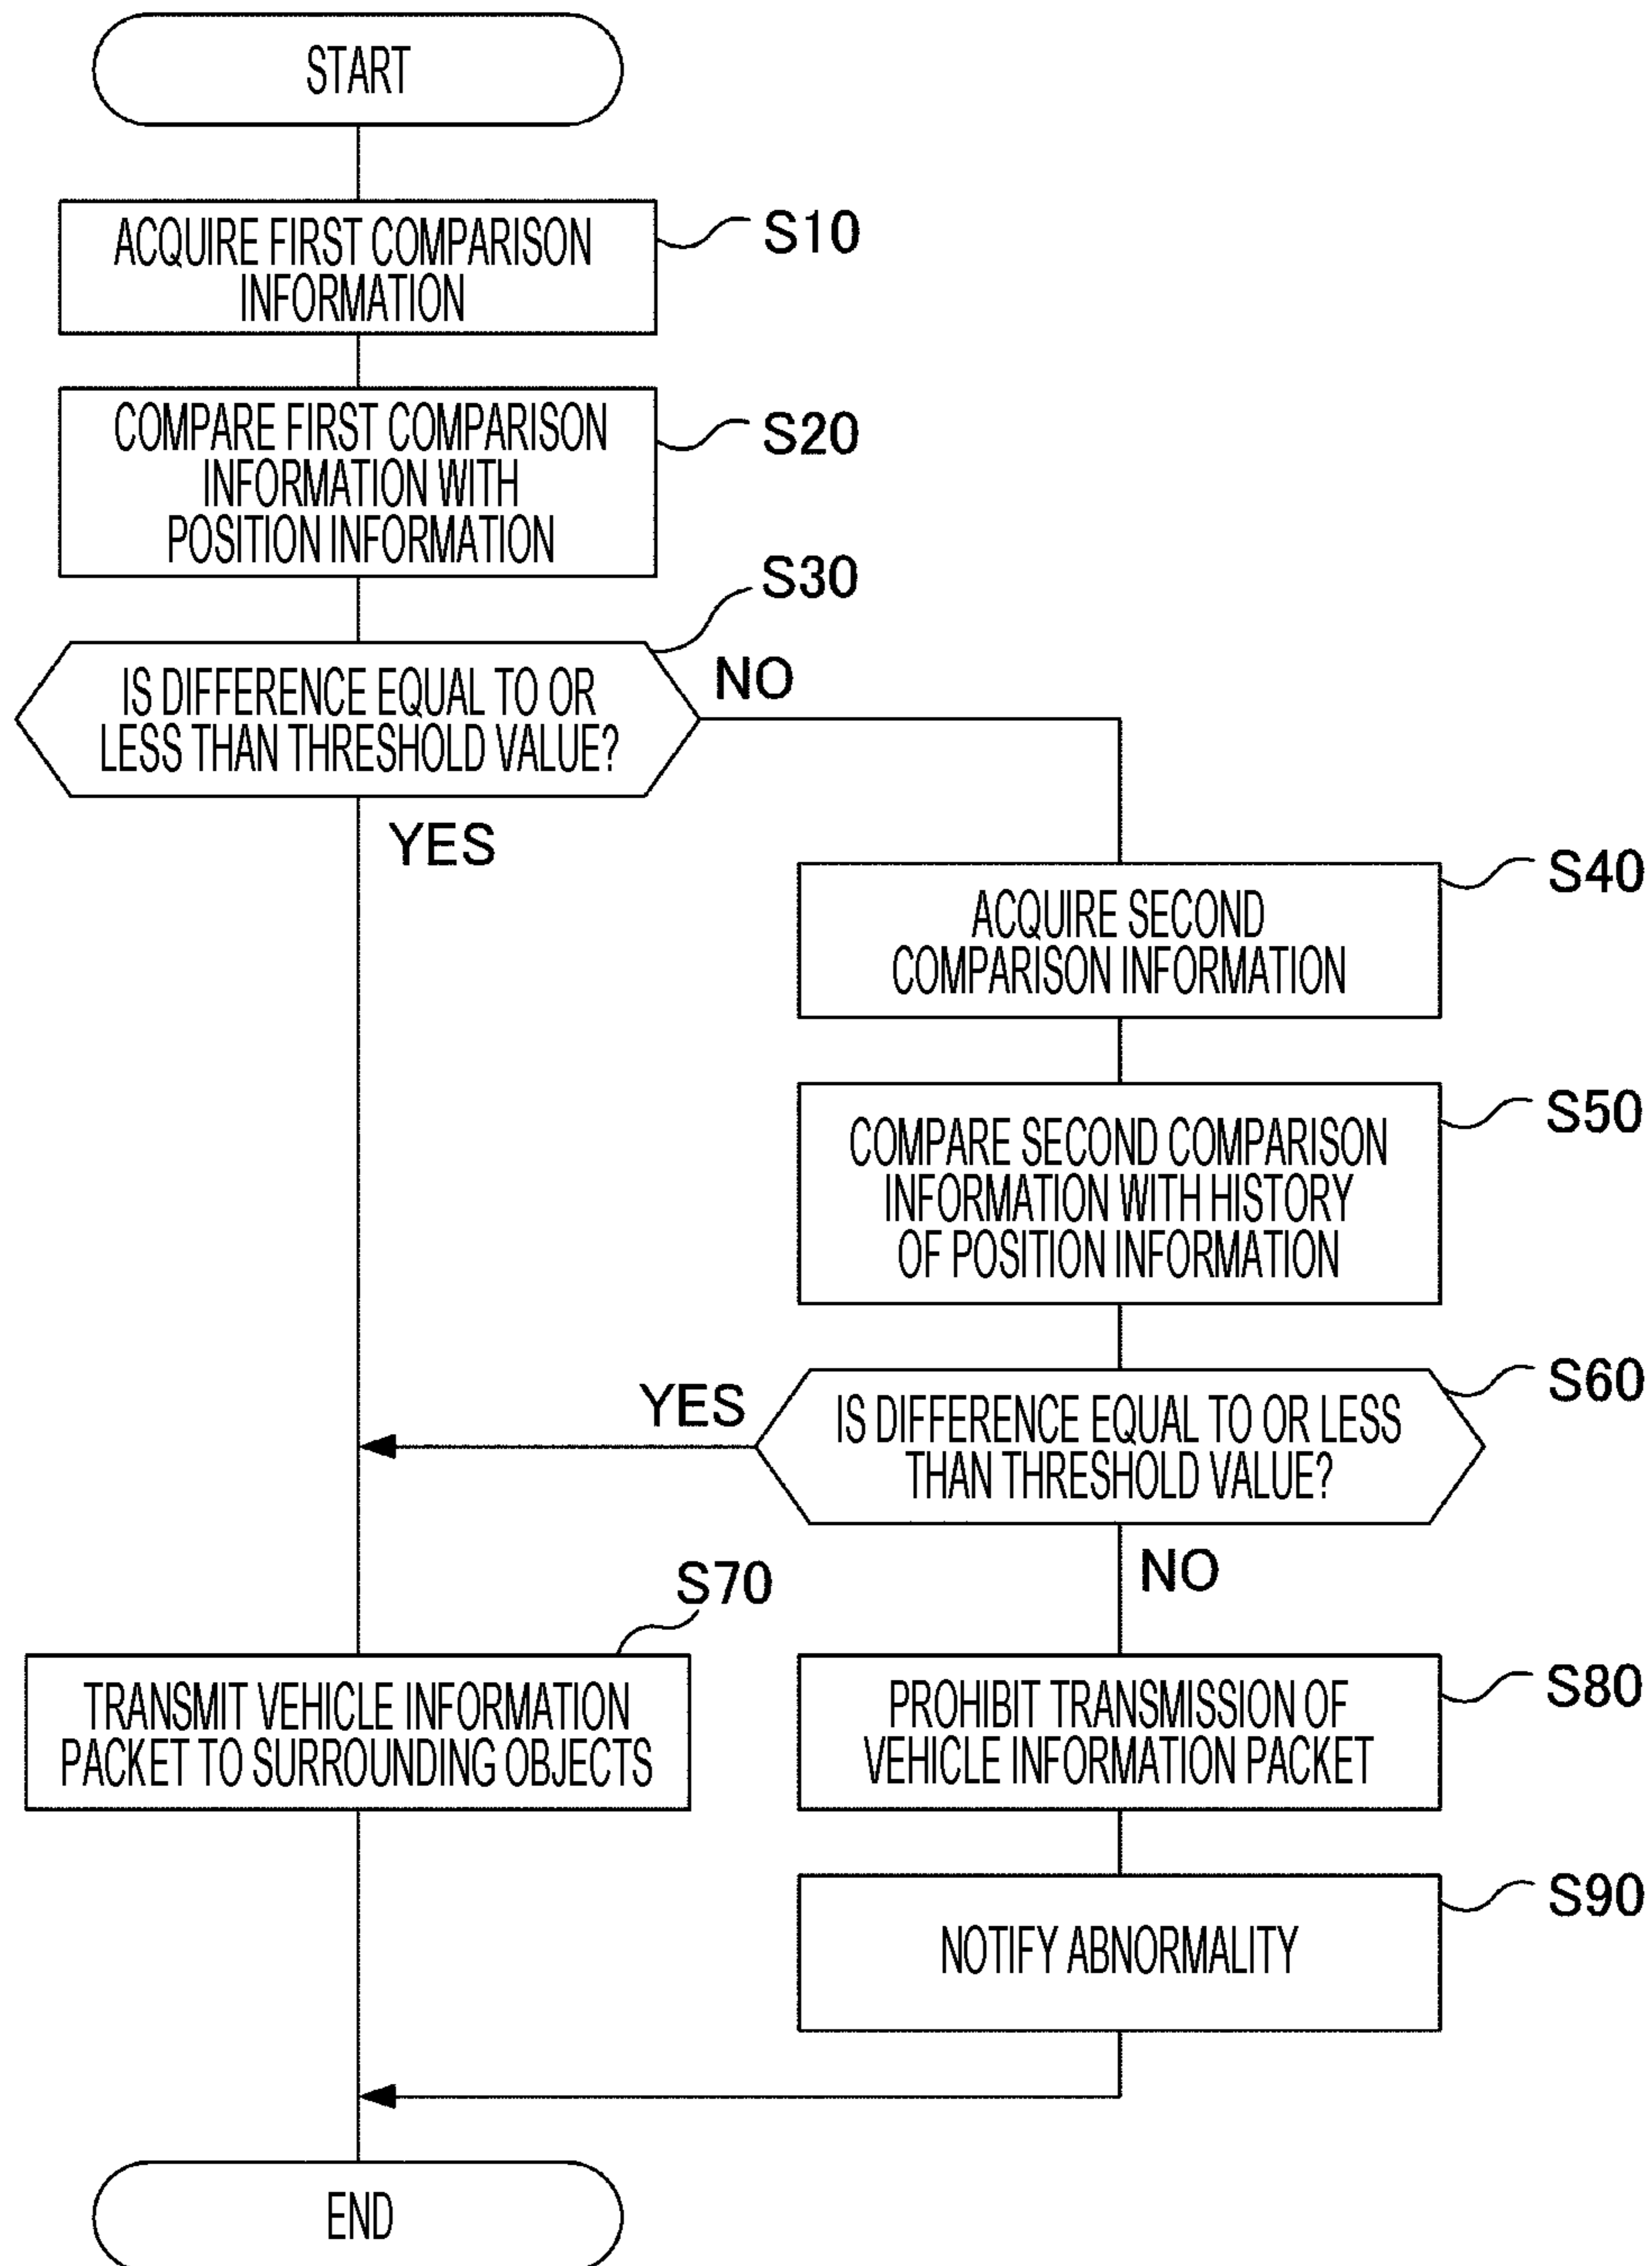 START
ACQUIRE FIRST COMPARISON
INFORMATION
S10
COMPARE FIRST COMPARISON
INFORMATION WITH
POSITION INFORMATION
S20
S30
IS DIFFERENCE EQUAL TO OR
LESS THAN THRESHOLD VALUE?
NO
YES
S40
ACQUIRE SECOND
COMPARISON INFORMATION
S50
COMPARE SECOND COMPARISON
INFORMATION WITH HISTORY
OF POSITION INFORMATION
S60
YES
IS DIFFERENCE EQUAL TO OR LESS
THAN THRESHOLD VALUE?
NO
S70
TRANSMIT VEHICLE INFORMATION
PACKET TO SURROUNDING OBJECTS
S80
PROHIBIT TRANSMISSION OF
VEHICLE INFORMATION PACKET
S90
NOTIFY ABNORMALITY
END